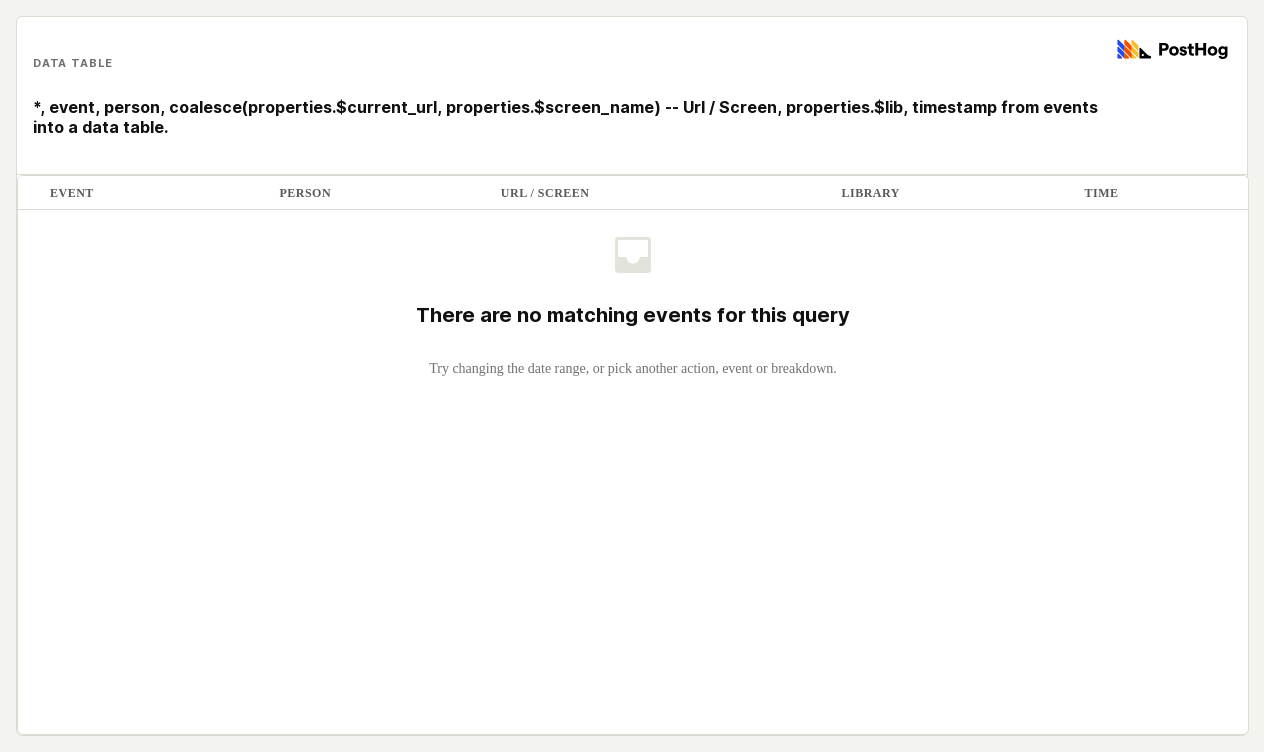 PostHog
DATA TABLE
*, event, person, coalesce(properties.$current_url, properties.$screen_name) -- Url / Screen, properties.$lib, timestamp from events
into a data table.
EVENT PERSON URL / SCREEN LIBRARY TIME
There are no matching events for this query
Try changing the date range, or pick another action, event or breakdown.